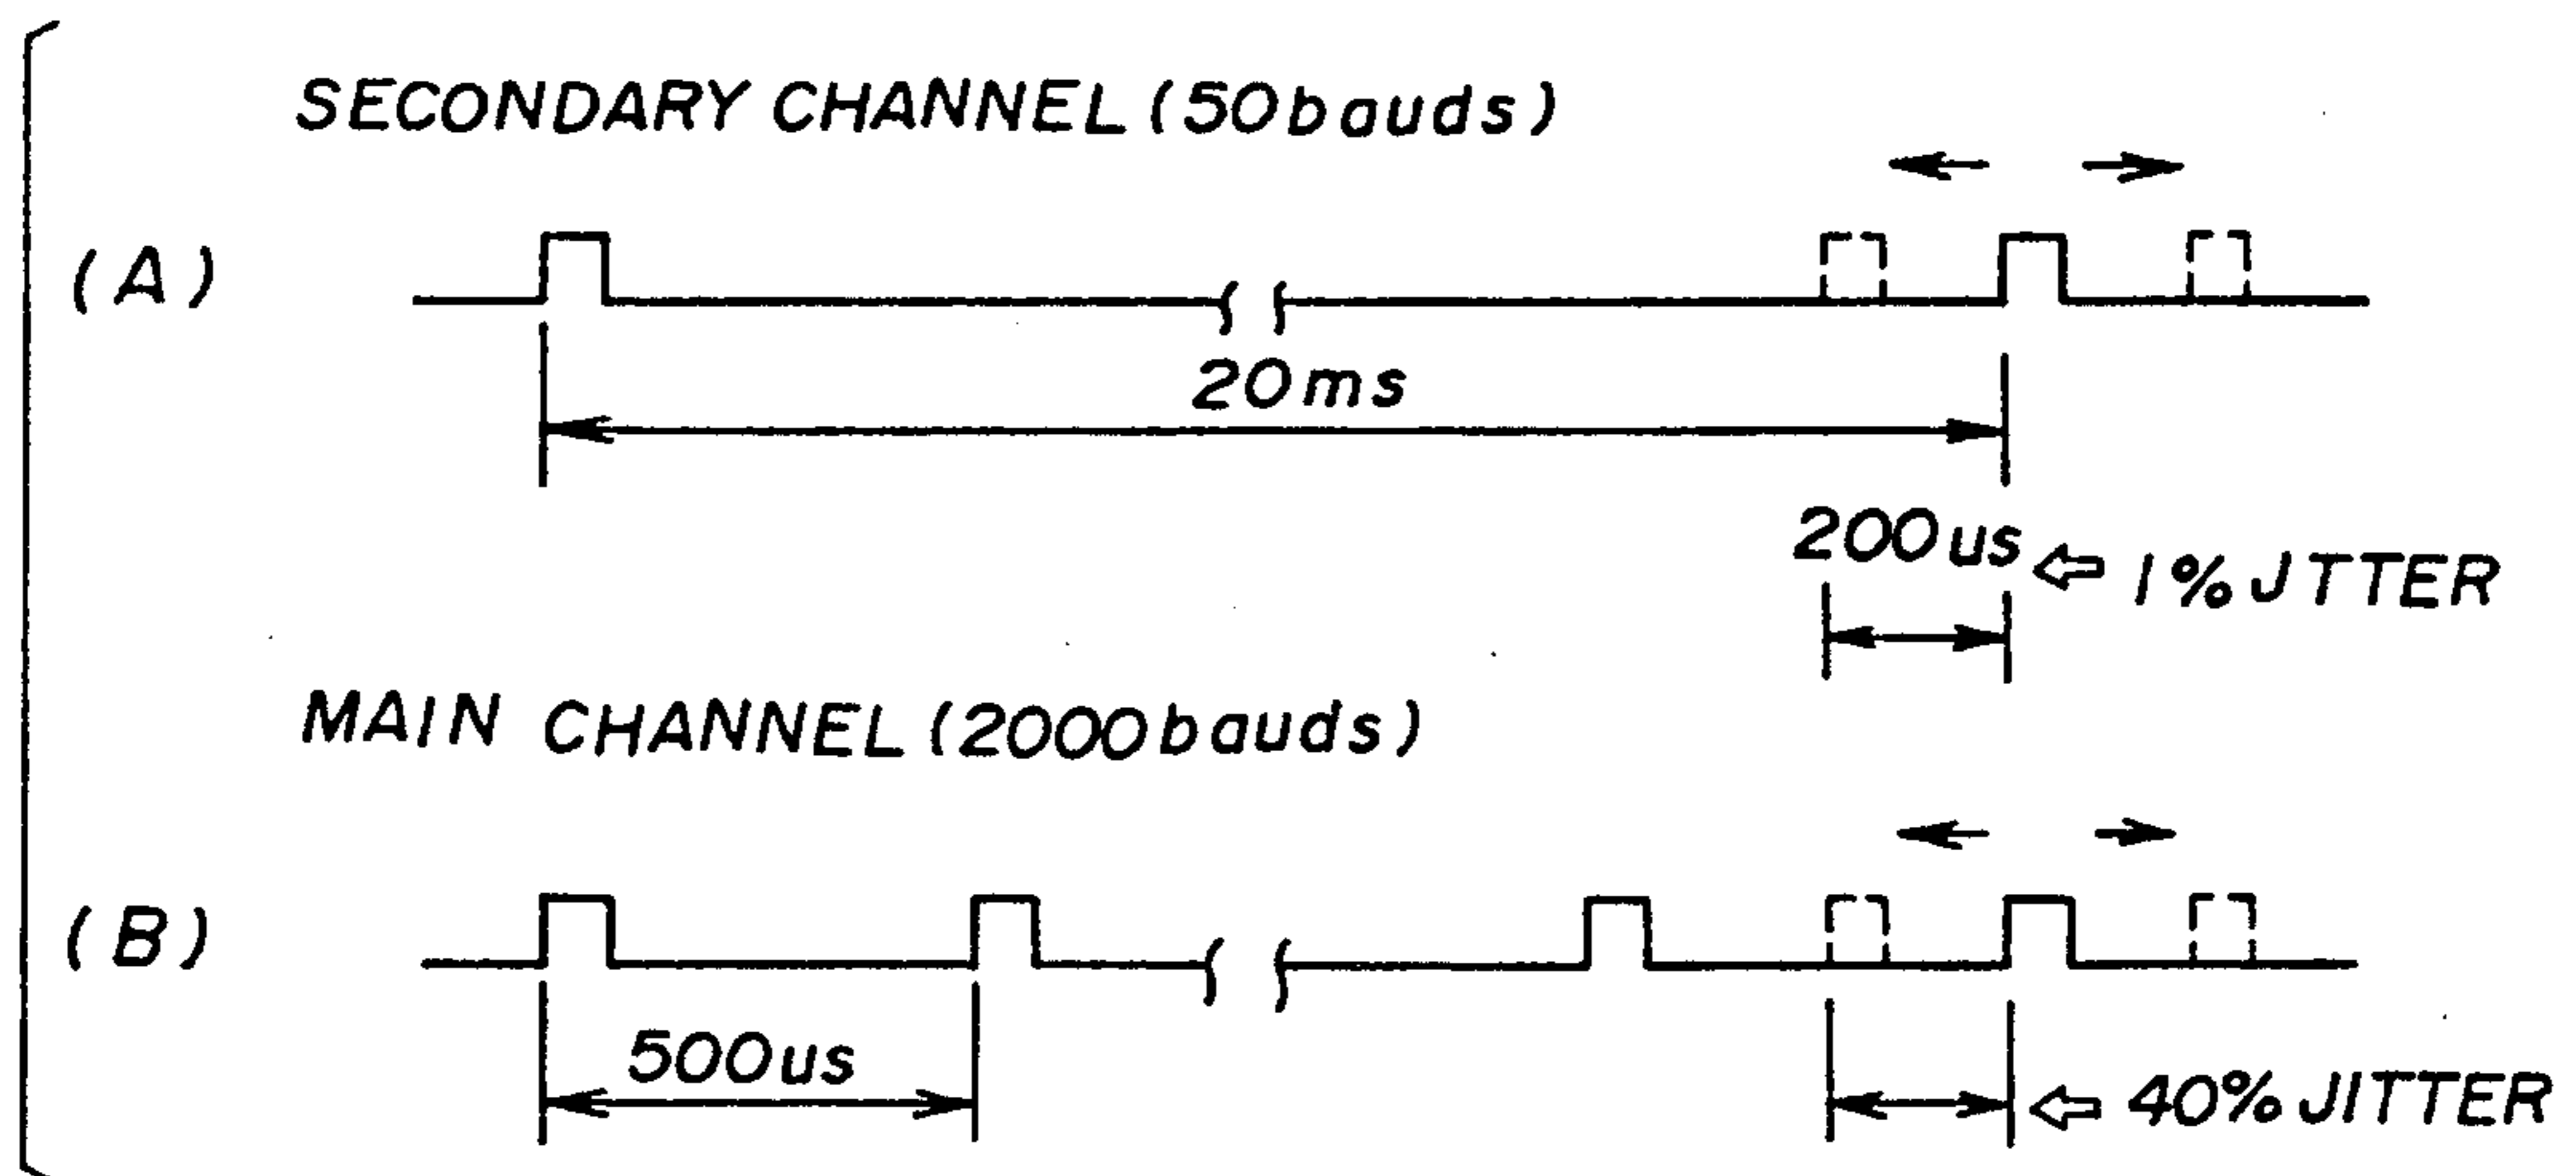 SECONDARY CHANNEL (50bauds)
(A)
20ms
200us
1% JTTER
MAIN CHANNEL (2000bauds)
(B)
500us
40% JITTER